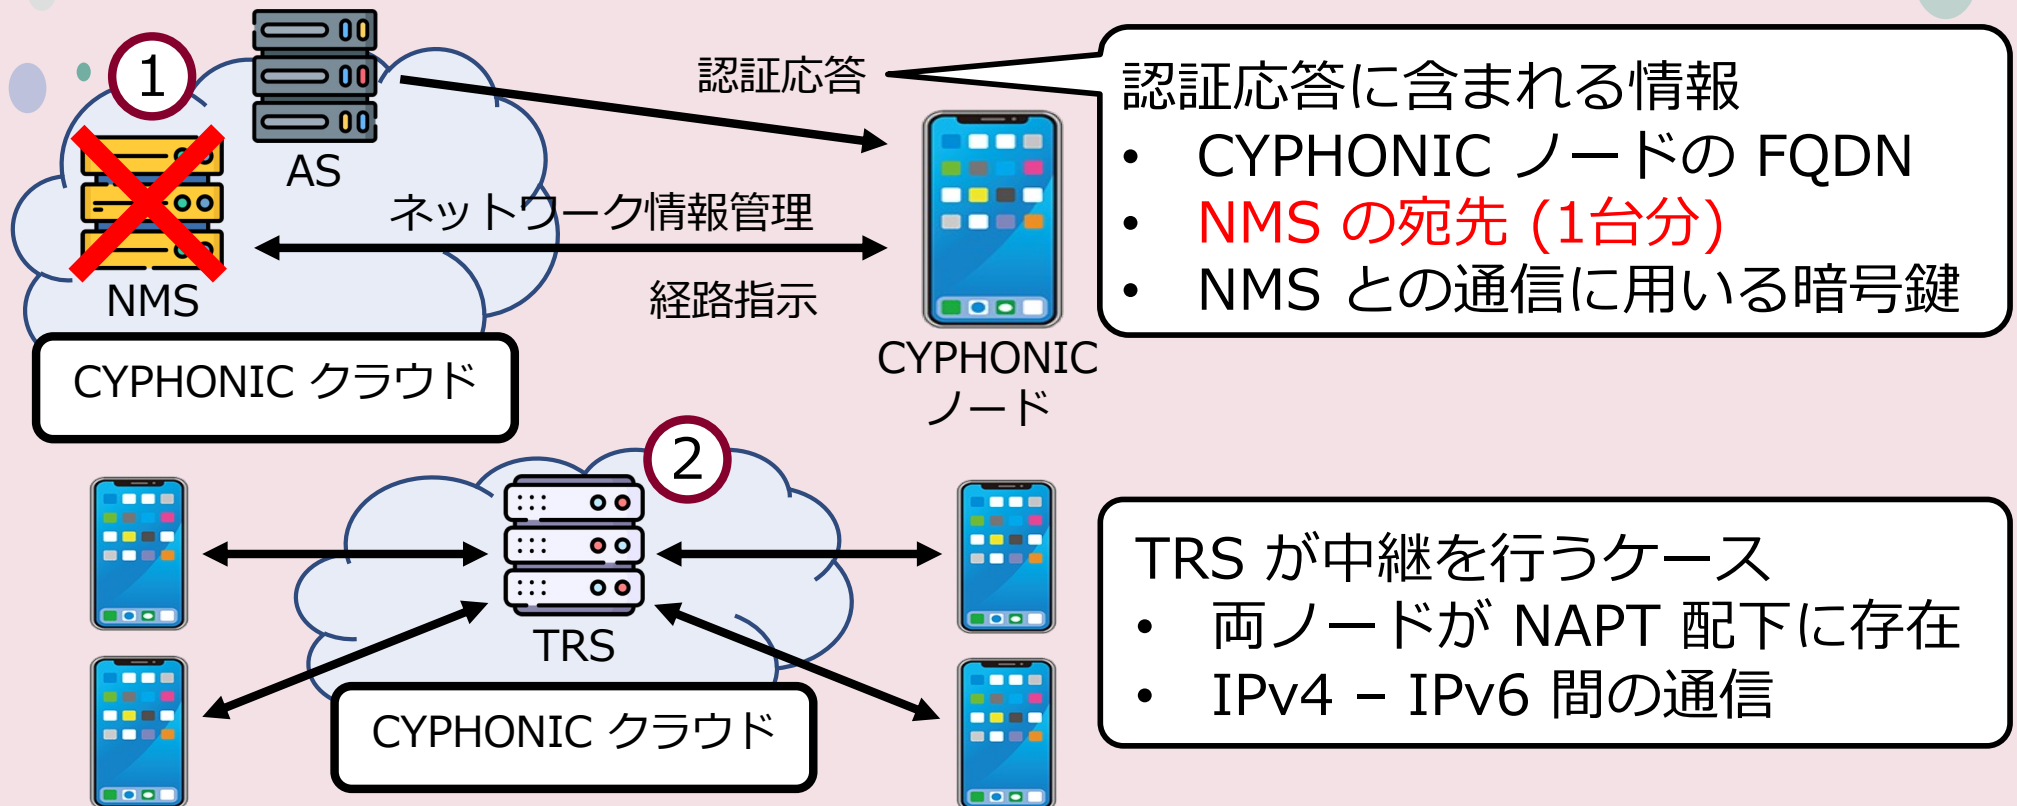 1
AS
NMS
認証応答
ネットワーク情報管理
経路指示
CYPHONIC クラウド
CYPHONIC
ノード
認証応答に含まれる情報
• CYPHONIC ノードの FQDN
• NMS の宛先 (1台分)
• NMS との通信に用いる暗号鍵
2
TRS
CYPHONIC クラウド
TRS が中継を行うケース
• 両ノードが NAPT 配下に存在
• IPv4 – IPv6 間の通信